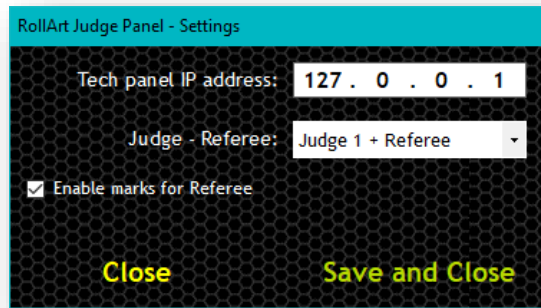 RollArt Judge Panel - Settings
Tech panel IP address: 127 . 0 . 0 . 1
Judge - Referee: Judge 1 + Referee
Enable marks for Referee
Close Save and Close